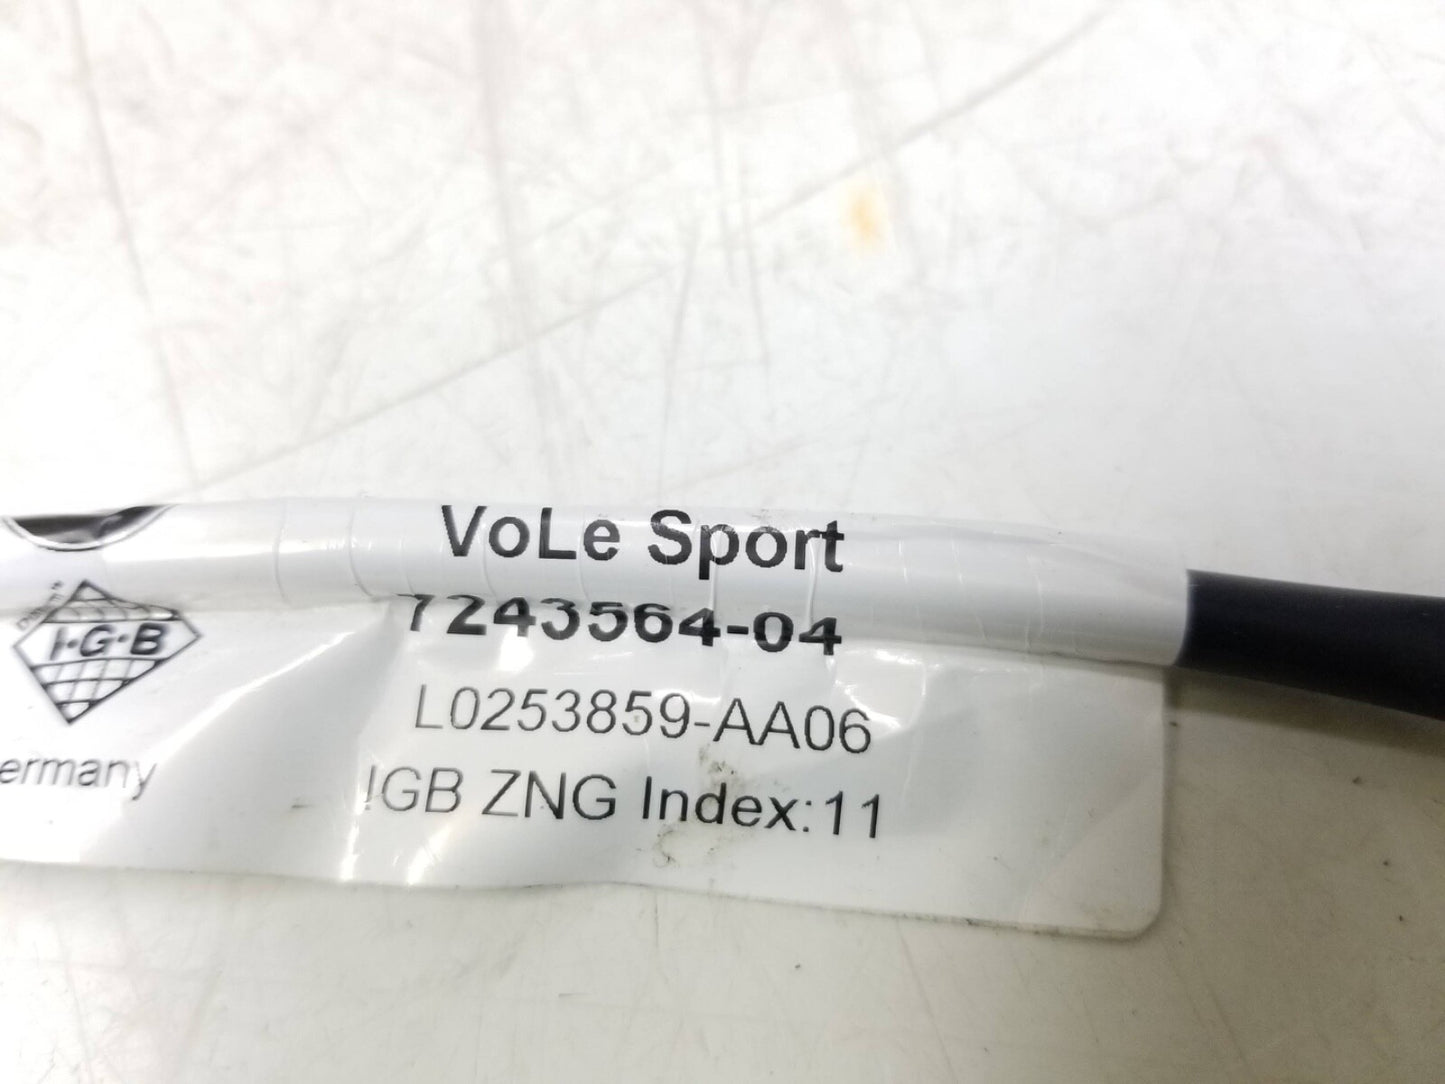 VoLe Sport
7243564-04
I·G·B
L0253859-AA06
ermany
IGB ZNG Index:11